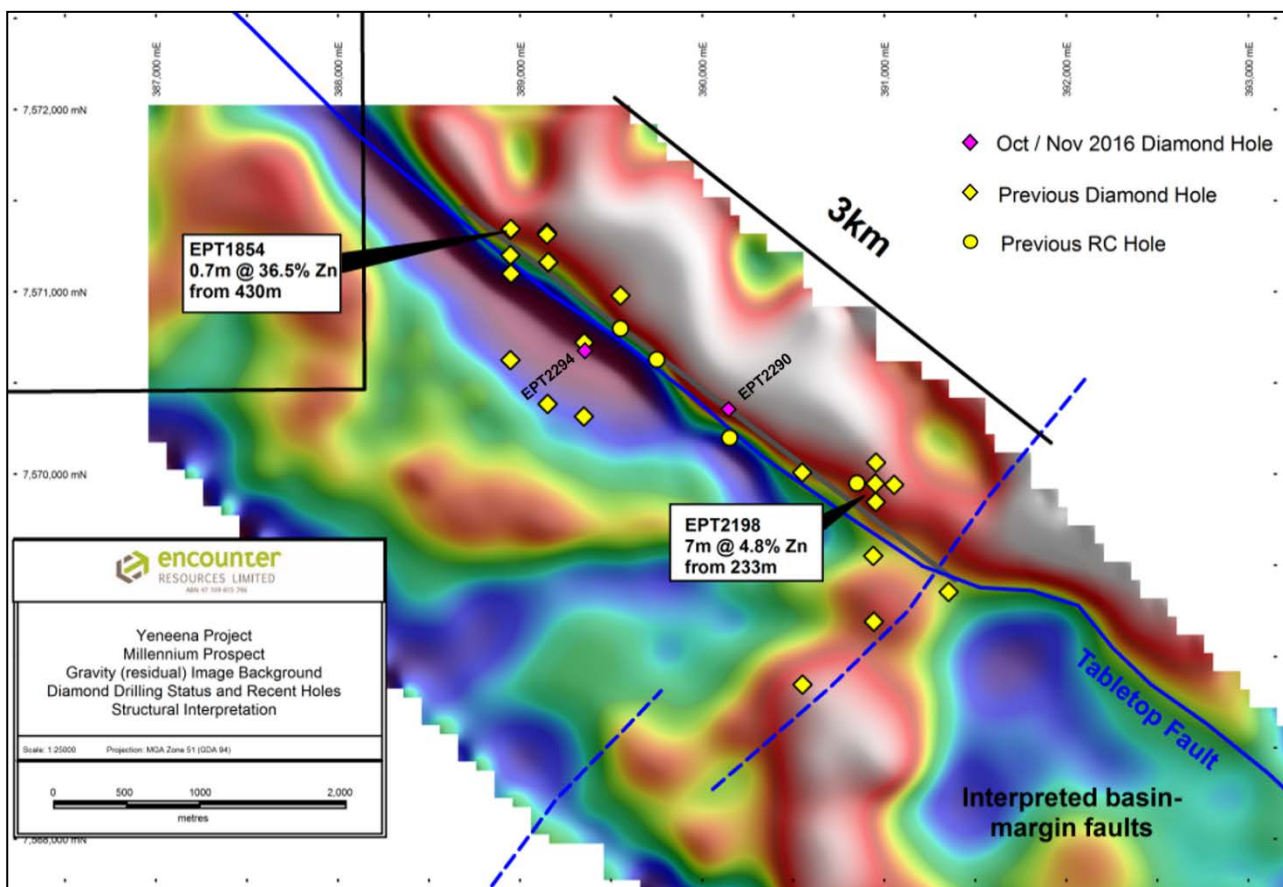 387,000 mE
388,000 mE
389,000 mE
390,000 mE
391,000 mE
392,000 mE
393,000 mE
7,572,000 mN
7,571,000 mN
7,570,000 mN
7,568,000 mN
Oct / Nov 2016 Diamond Hole
Previous Diamond Hole
Previous RC Hole
3km
EPT1854
0.7m @ 36.5% Zn
from 430m
EPT2294
EPT2290
EPT2198
7m @ 4.8% Zn
from 233m
Tabletop Fault
Interpreted basin-
margin faults
encounter
RESOURCES LIMITED
Yeneena Project
Millennium Prospect
Gravity (residual) Image Background
Diamond Drilling Status and Recent Holes
Structural Interpretation
Scale: 1:25000 Projection: MGA Zone 51 (GDA 94)
0 500 1000 2,000
metres